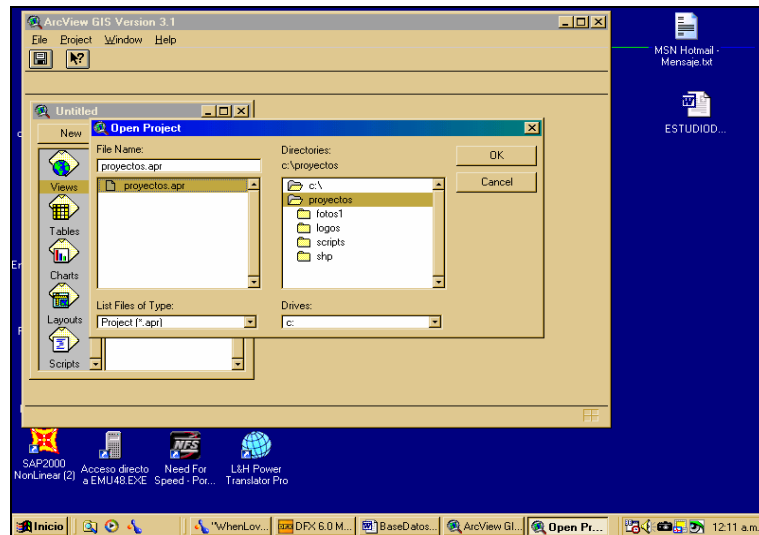 ArcView GIS Version 3.1
File Project Window Help
MSN Hotmail -
Mensaje.txt
ESTUDIOD...
Untitled
New
Views
Tables
Charts
Layouts
Scripts
Open Project
File Name:
proyectos.apr
proyectos.apr
List Files of Type:
Project (*.apr)
Directories:
c:\proyectos
c:\
proyectos
fotos1
logos
scripts
shp
Drives:
c:
OK
Cancel
SAP2000
NonLinear (2)
Acceso directo
a EMU48.EXE
Need For
Speed - Por...
L&H Power
Translator Pro
Inicio
"WhenLov...
DFX 6.0 M...
BaseDatos...
ArcView GI...
Open Pr...
12:11 a.m.